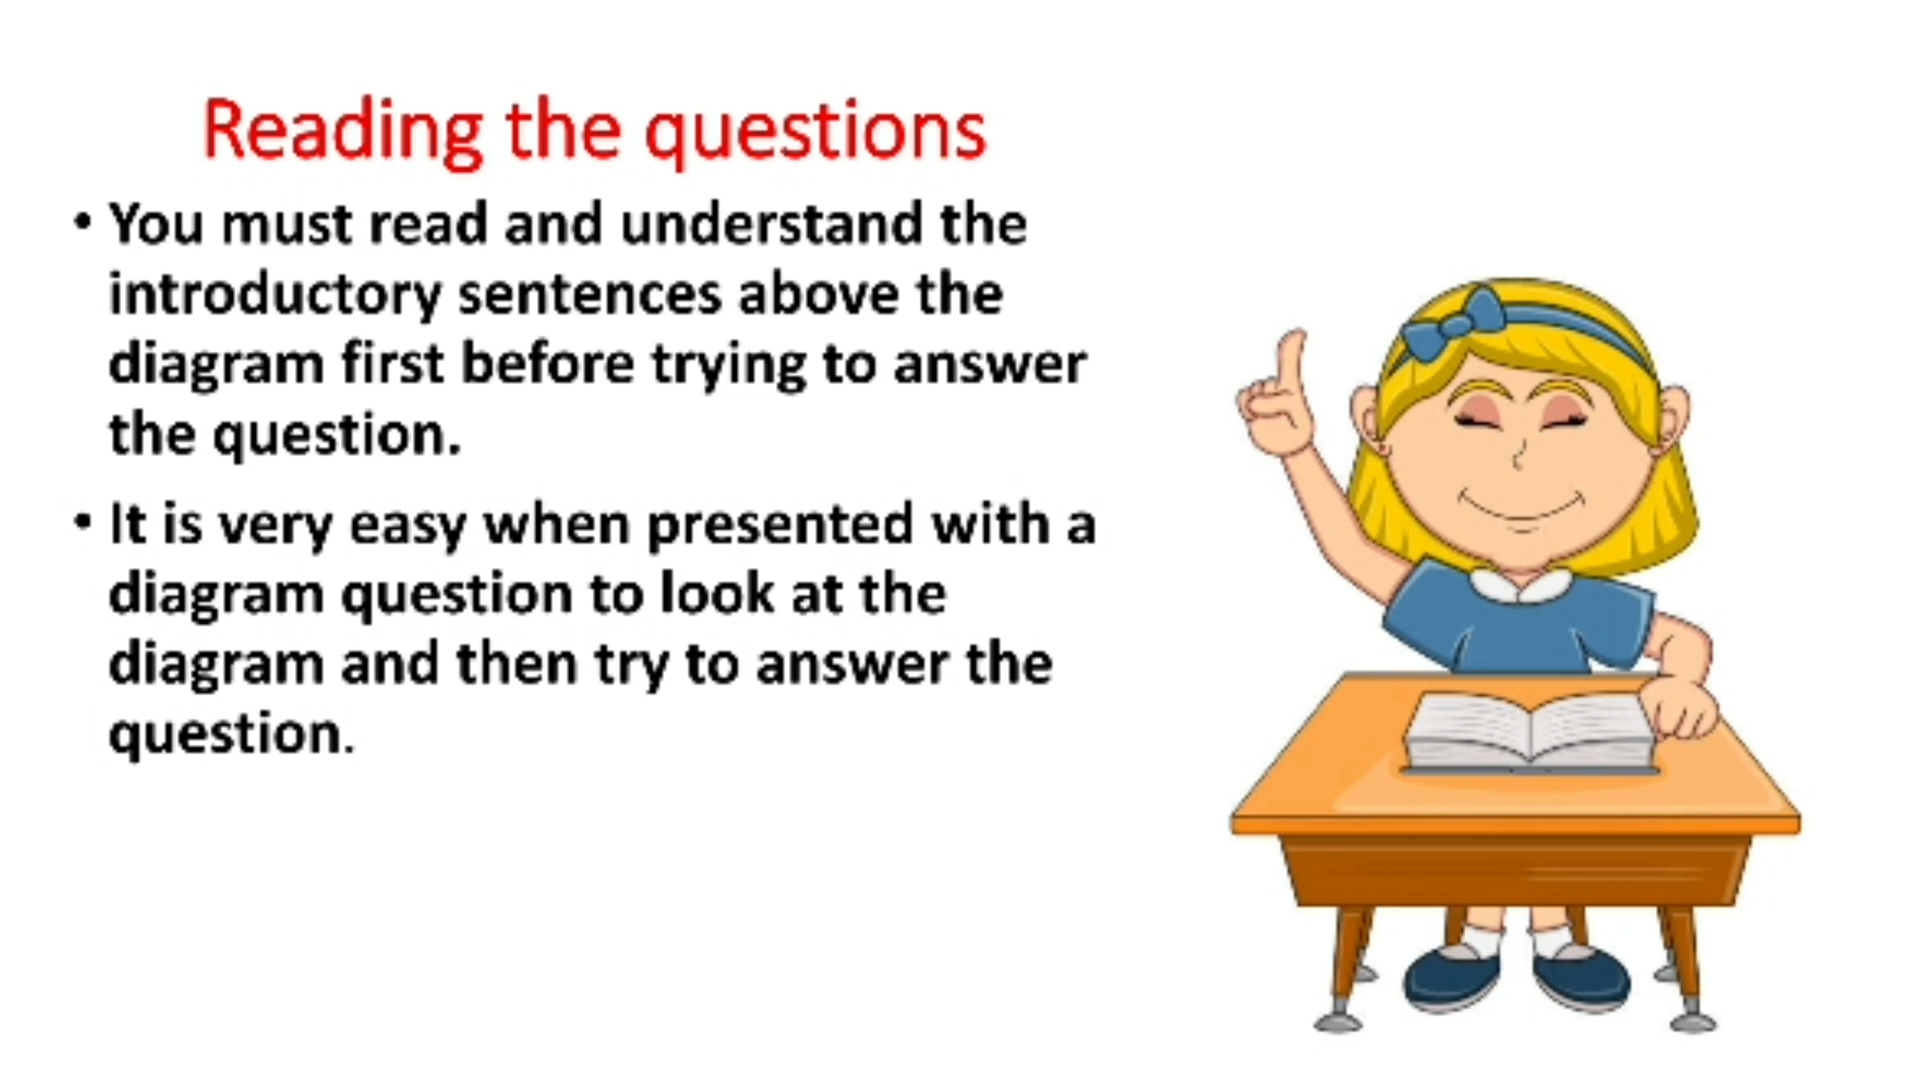 Reading the questions
• You must read and understand the
introductory sentences above the
diagram first before trying to answer
the question.
• It is very easy when presented with a
diagram question to look at the
diagram and then try to answer the
question.